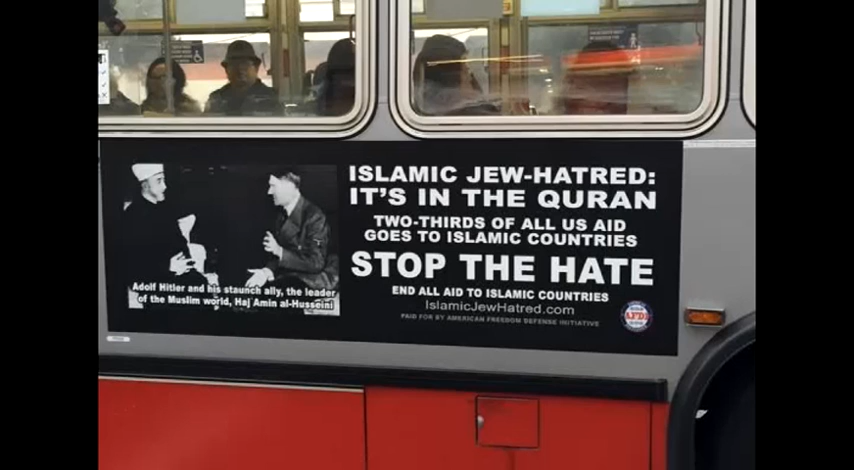 ISLAMIC JEW-HATRED:
IT'S IN THE QURAN
TWO-THIRDS OF ALL US AID
GOES TO ISLAMIC COUNTRIES
STOP THE HATE
END ALL AID TO ISLAMIC COUNTRIES
IslamicJewHatred.com
PAID FOR BY AMERICAN FREEDOM DEFENSE INITIATIVE
AFDI
Adolf Hitler and his staunch ally, the leader
of the Muslim world, Haj Amin al-Husseini